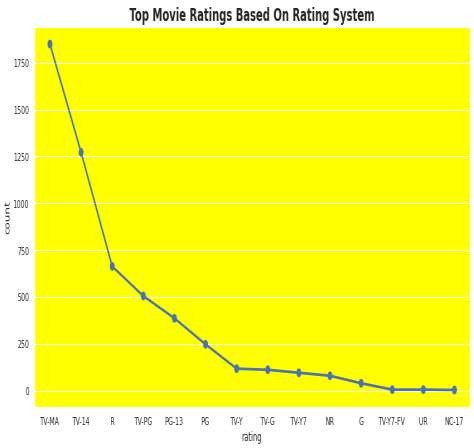 Top Movie Ratings Based On Rating System
1750
1500
1250
1000
750
500
250
0
count
TV-MA TV-14 R TV-PG PG-13 PG TV-Y TV-G TV-Y7 NR G TV-Y7-FV UR NC-17
rating